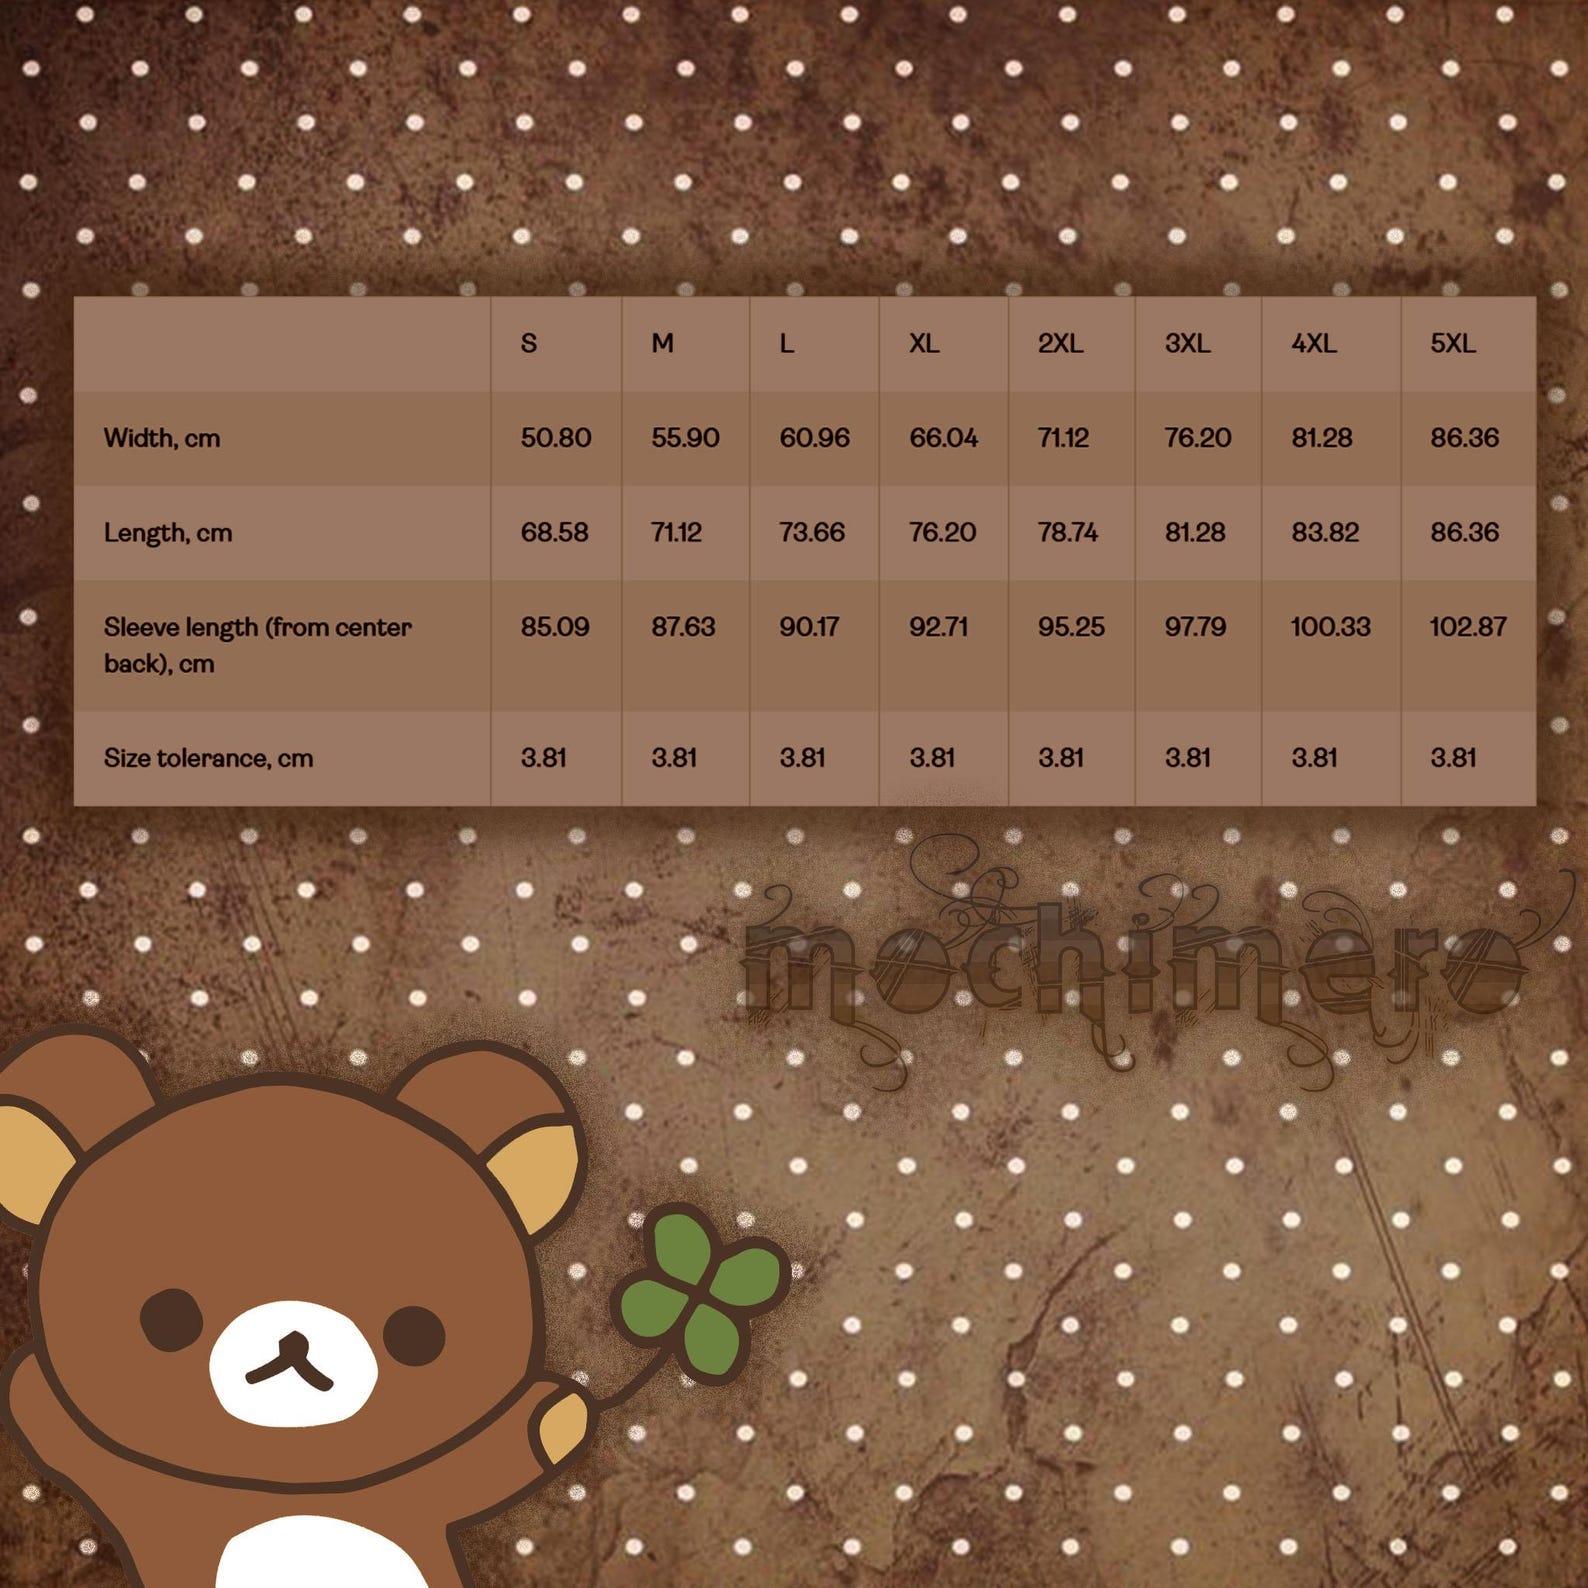 S M L XL 2XL 3XL 4XL 5XL
Width, cm 50.80 55.90 60.96 66.04 71.12 76.20 81.28 86.36
Length, cm 68.58 71.12 73.66 76.20 78.74 81.28 83.82 86.36
Sleeve length (from center 85.09 87.63 90.17 92.71 95.25 97.79 100.33 102.87
back), cm
Size tolerance, cm 3.81 3.81 3.81 3.81 3.81 3.81 3.81 3.81
mochimero